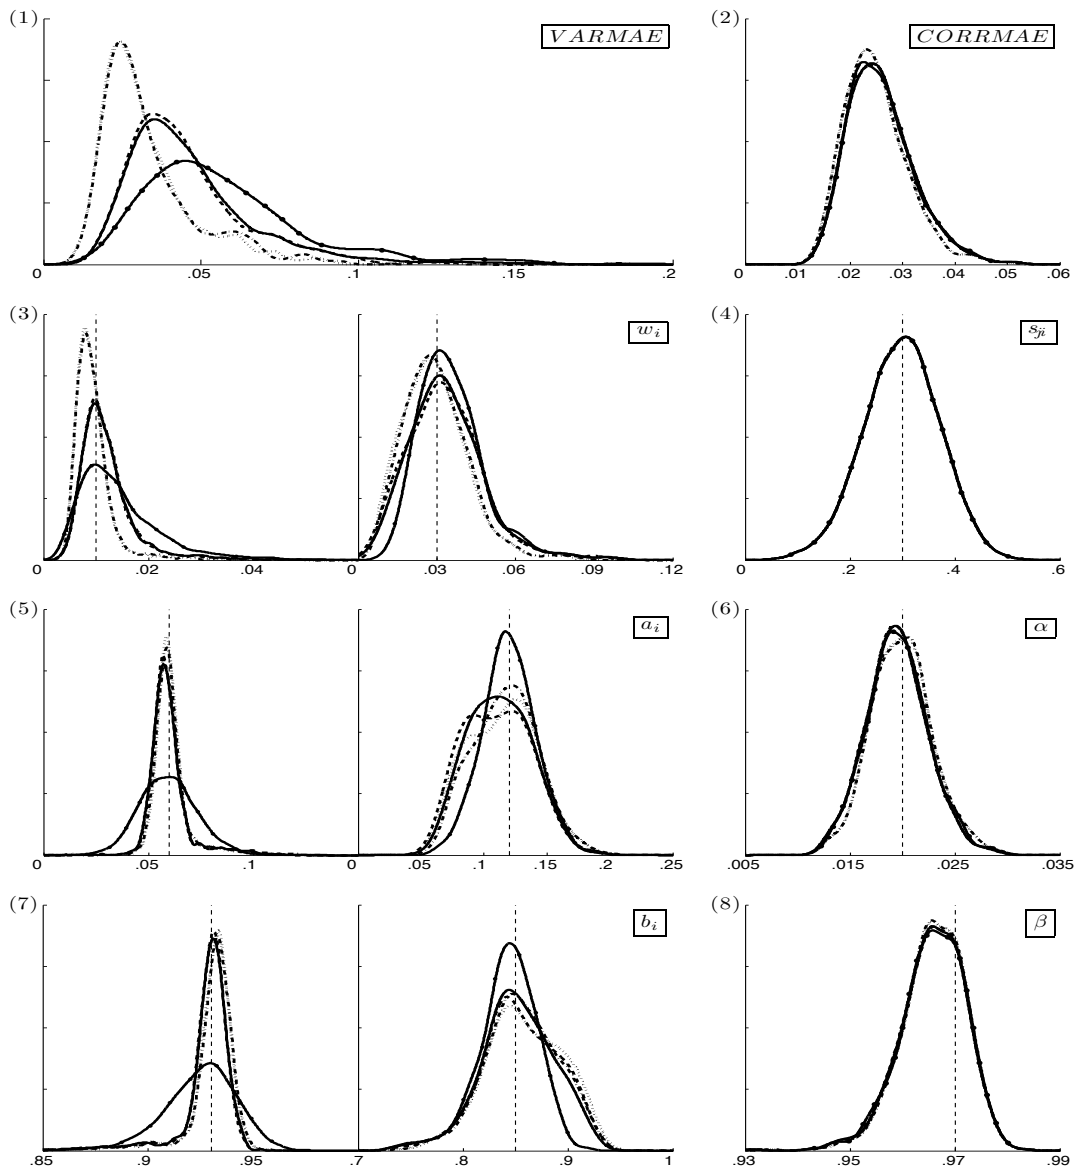 (1) VARMAE (2) CORRMAE
0 .05 .1 .15 .2 0 .01 .02 .03 .04 .05 .06
(3) w_i (4) s_ji
0 .02 .04 0 .03 .06 .09 .12 0 .2 .4 .6
(5) a_i (6) α
0 .05 .1 0 .05 .1 .15 .2 .25 .005 .015 .025 .035
(7) b_i (8) β
.85 .9 .95 .7 .8 .9 1 .93 .95 .97 .99